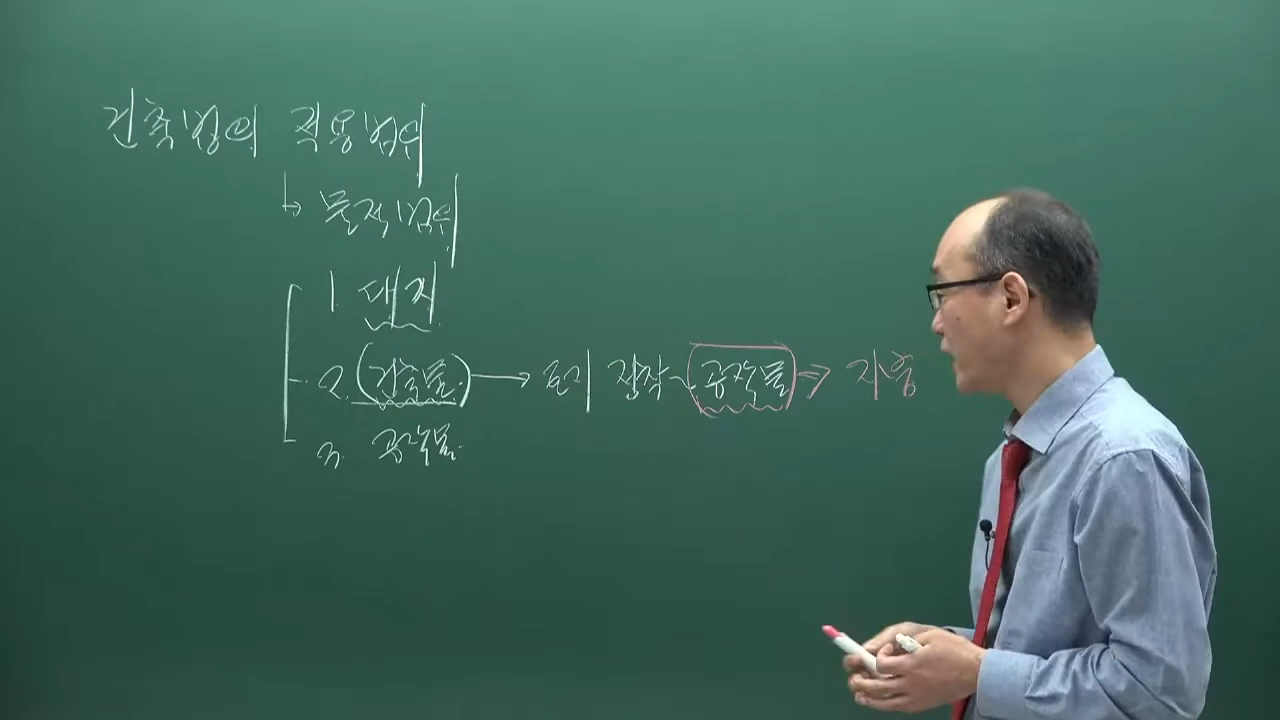 건축법의 적용범위
↳ 물적범위
1. 대지
2. (건축물) → 토지 정착 ~ 공작물 ⇒ 지붕
3. 공작물